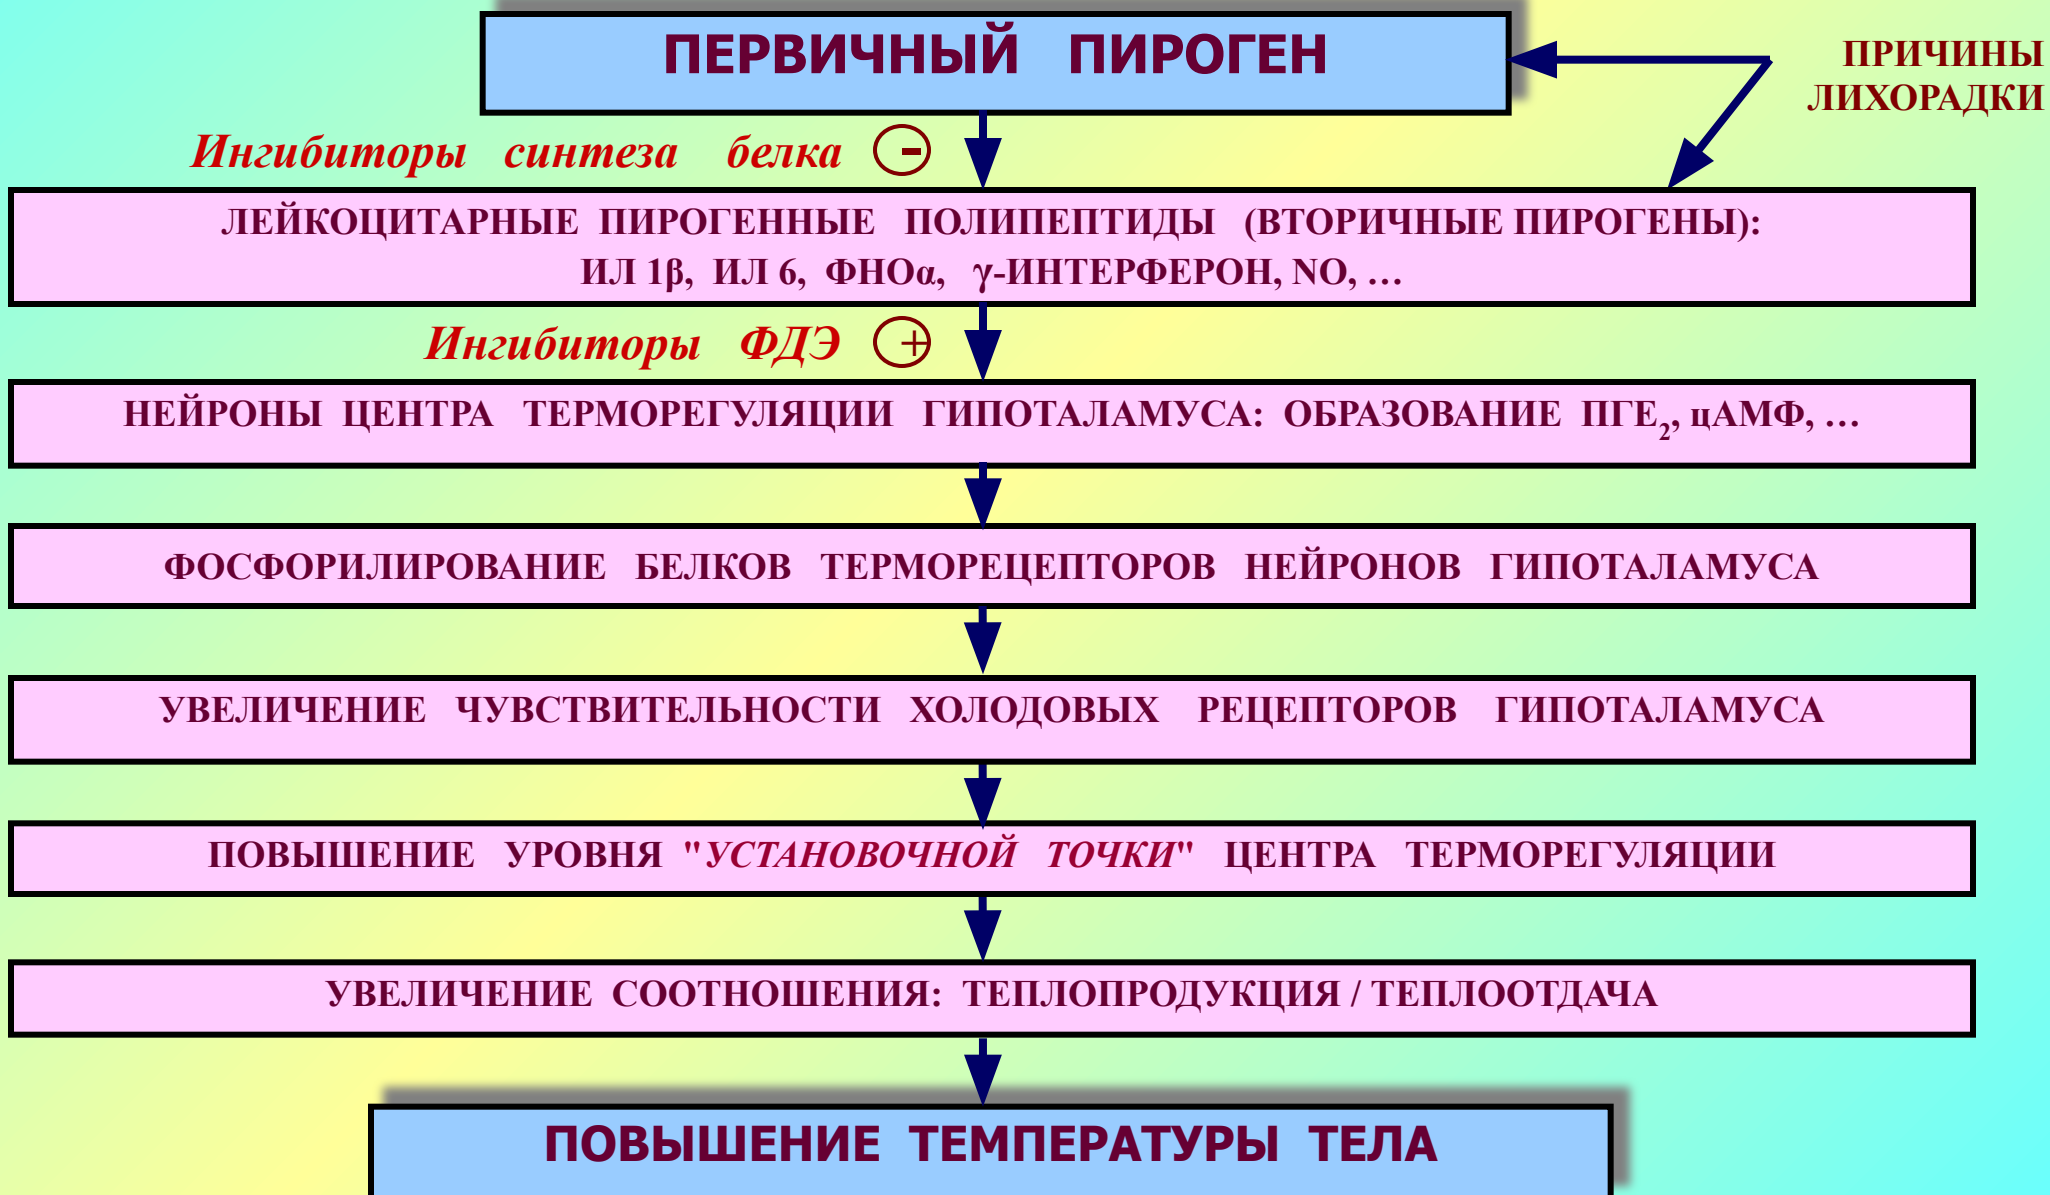 ПЕРВИЧНЫЙ ПИРОГЕН
ПРИЧИНЫ
ЛИХОРАДКИ
Ингибиторы синтеза белка -
ЛЕЙКОЦИТАРНЫЕ ПИРОГЕННЫЕ ПОЛИПЕПТИДЫ (ВТОРИЧНЫЕ ПИРОГЕНЫ):
ИЛ 1β, ИЛ 6, ФНОα, γ-ИНТЕРФЕРОН, NO, …
Ингибиторы ФДЭ +
НЕЙРОНЫ ЦЕНТРА ТЕРМОРЕГУЛЯЦИИ ГИПОТАЛАМУСА: ОБРАЗОВАНИЕ ПГЕ₂, цАМФ, …
ФОСФОРИЛИРОВАНИЕ БЕЛКОВ ТЕРМОРЕЦЕПТОРОВ НЕЙРОНОВ ГИПОТАЛАМУСА
УВЕЛИЧЕНИЕ ЧУВСТВИТЕЛЬНОСТИ ХОЛОДОВЫХ РЕЦЕПТОРОВ ГИПОТАЛАМУСА
ПОВЫШЕНИЕ УРОВНЯ "УСТАНОВОЧНОЙ ТОЧКИ" ЦЕНТРА ТЕРМОРЕГУЛЯЦИИ
УВЕЛИЧЕНИЕ СООТНОШЕНИЯ: ТЕПЛОПРОДУКЦИЯ / ТЕПЛООТДАЧА
ПОВЫШЕНИЕ ТЕМПЕРАТУРЫ ТЕЛА